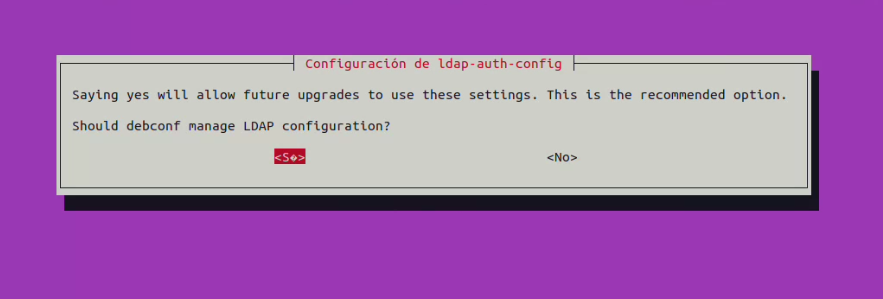 Configuración de ldap-auth-config
Saying yes will allow future upgrades to use these settings. This is the recommended option.
Should debconf manage LDAP configuration?
<S�> <No>